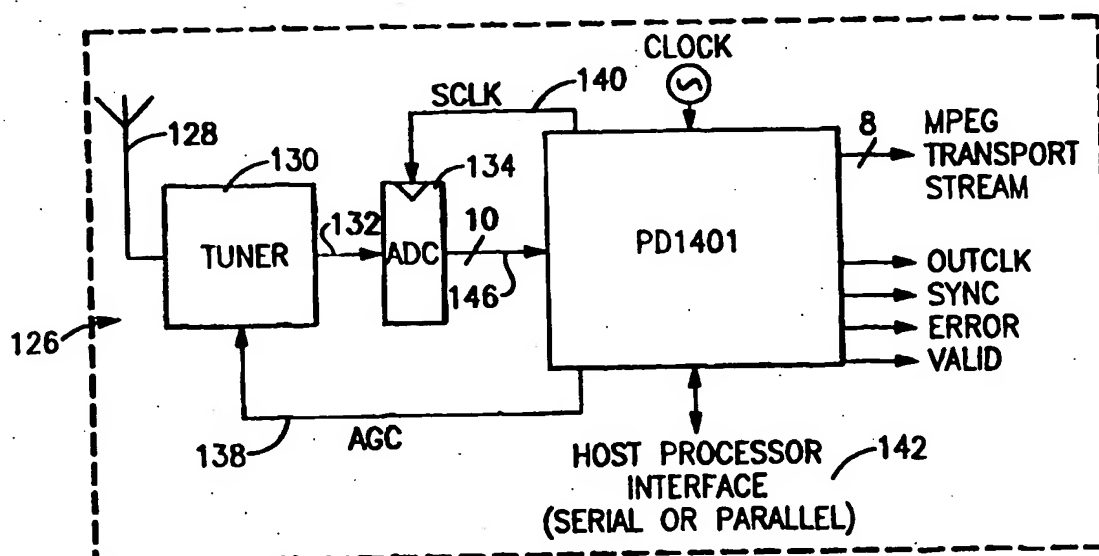 CLOCK
SCLK
140
8
MPEG
TRANSPORT
STREAM
128
130
134
132
10
TUNER
ADC
PD1401
146
OUTCLK
SYNC
ERROR
VALID
126
138
AGC
HOST PROCESSOR
INTERFACE
(SERIAL OR PARALLEL)
142